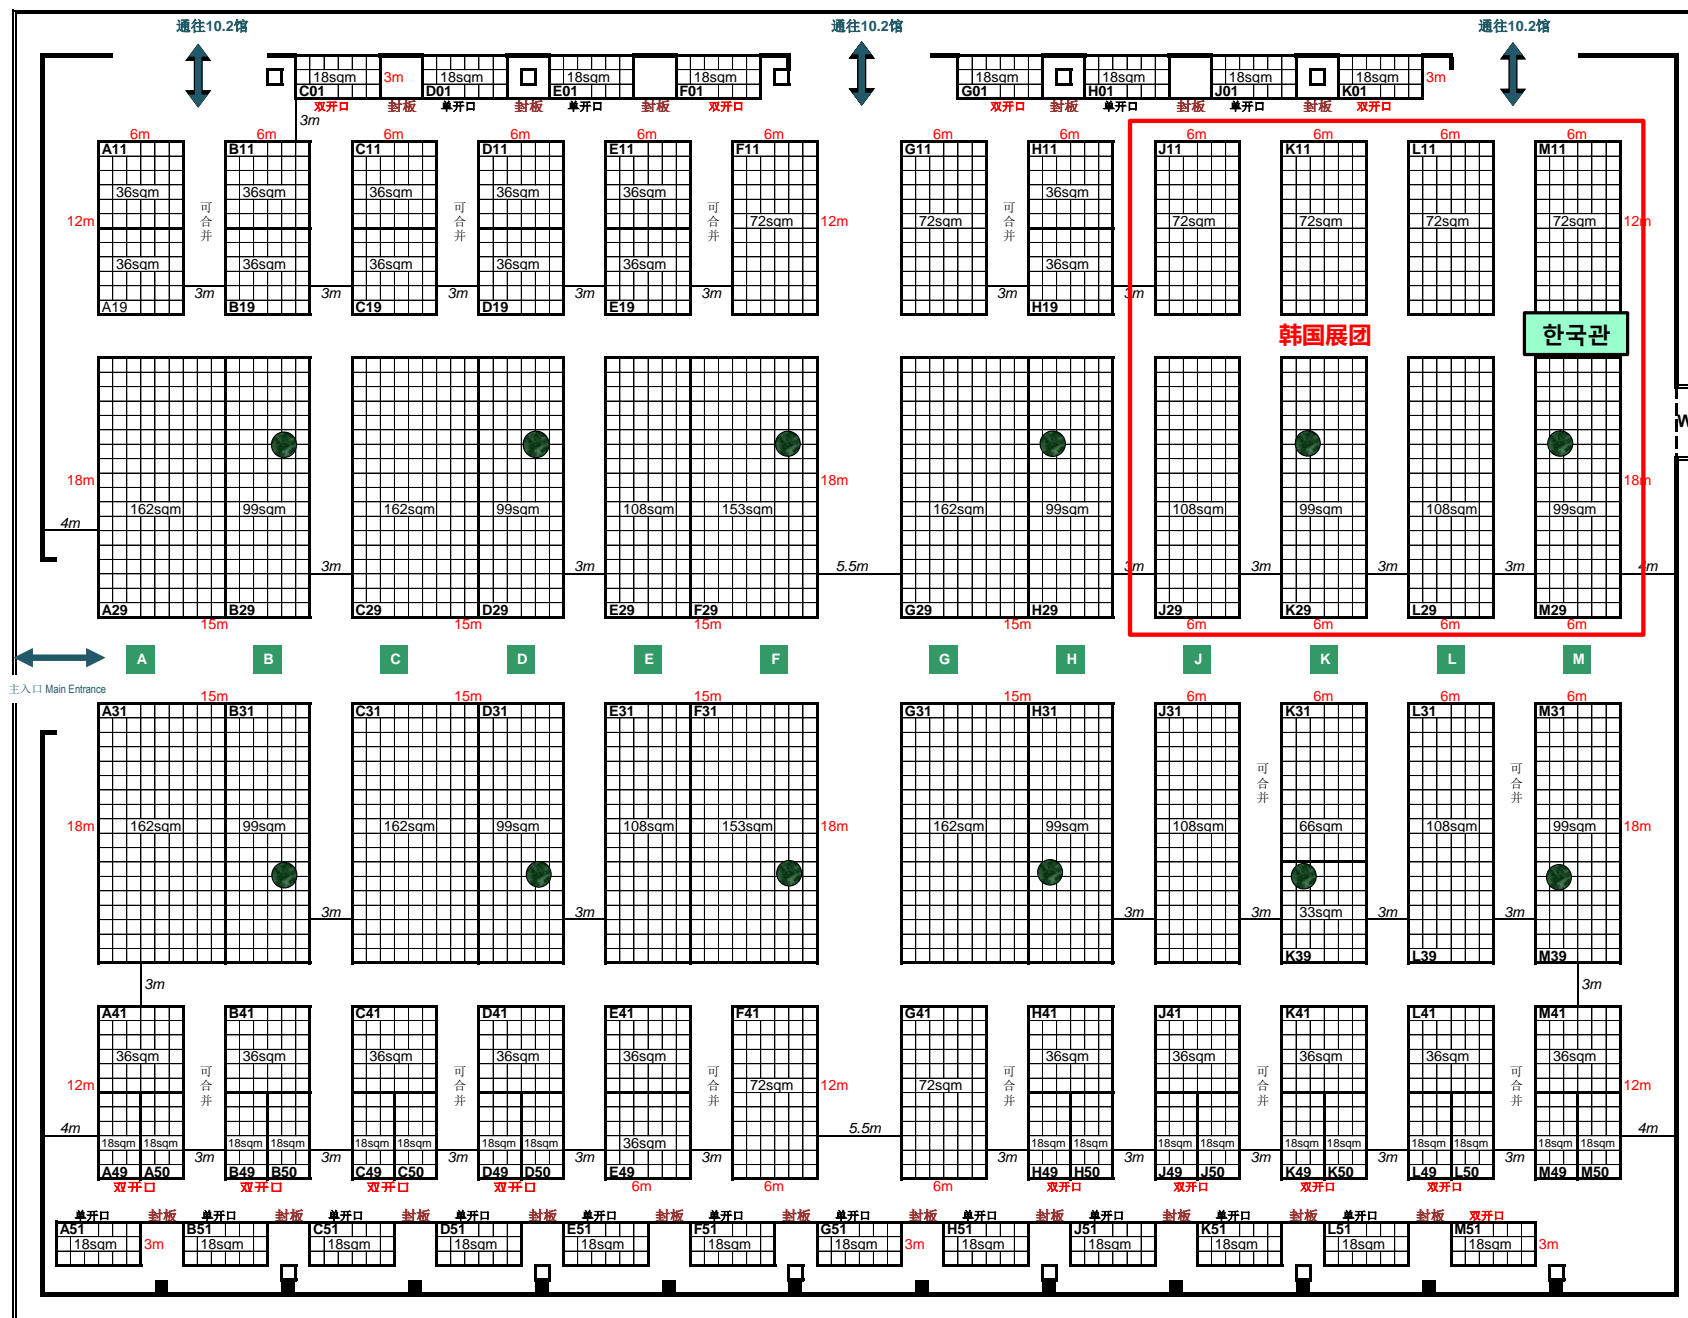 通往10.2馆 通往10.2馆 通往10.2馆
18sqm 3m 18sqm 18sqm 18sqm 18sqm 18sqm 18sqm 18sqm 3m
C01 D01 E01 F01 G01 H01 J01 K01
双开口 封板 单开口 封板 单开口 封板 双开口 双开口 封板 单开口 封板 单开口 封板 双开口
3m
6m 6m 6m 6m 6m 6m 6m 6m 6m 6m 6m 6m
A11 B11 C11 D11 E11 F11 G11 H11 J11 K11 L11 M11
36sqm 36sqm 36sqm 36sqm 36sqm 36sqm
可合并 可合并 可合并 可合并
12m 72sqm 12m 72sqm 72sqm 72sqm 72sqm 72sqm 12m
36sqm 36sqm 36sqm 36sqm 36sqm 36sqm
3m 3m 3m 3m 3m 3m 3m
A19 B19 C19 D19 E19 H19
韩国展团 한국관
W
18m 18m 18m
162sqm 99sqm 162sqm 99sqm 108sqm 153sqm 162sqm 99sqm 108sqm 99sqm 108sqm 99sqm
4m
3m 3m 5.5m 3m 3m 3m 3m 4m
A29 B29 C29 D29 E29 F29 G29 H29 J29 K29 L29 M29
15m 15m 15m 15m 6m 6m 6m 6m
A B C D E F G H J K L M
主入口 Main Entrance
15m 15m 15m 15m 6m 6m 6m 6m
A31 B31 C31 D31 E31 F31 G31 H31 J31 K31 L31 M31
可合并 可合并
18m 162sqm 99sqm 162sqm 99sqm 108sqm 153sqm 18m 162sqm 99sqm 108sqm 66sqm 108sqm 99sqm 18m
3m 3m 3m 3m 33sqm 3m 3m
K39 L39 M39
3m 3m
A41 B41 C41 D41 E41 F41 G41 H41 J41 K41 L41 M41
36sqm 36sqm 36sqm 36sqm 36sqm 36sqm 36sqm 36sqm 36sqm 36sqm
可合并 可合并 可合并 可合并 可合并 可合并
12m 72sqm 12m 72sqm 12m
4m 5.5m 4m
18sqm 18sqm 18sqm 18sqm 18sqm 18sqm 18sqm 18sqm 36sqm 18sqm 18sqm 18sqm 18sqm 18sqm 18sqm 18sqm 18sqm 18sqm 18sqm
3m 3m 3m 3m 3m 3m 3m 3m 3m 3m
A49 A50 B49 B50 C49 C50 D49 D50 E49 H49 H50 J49 J50 K49 K50 L49 L50 M49 M50
双开口 双开口 双开口 双开口 6m 6m 6m 双开口 双开口 双开口 双开口
单开口 封板 单开口 封板 单开口 封板 单开口 封板 单开口 封板 单开口 封板 单开口 封板 单开口 封板 单开口 封板 单开口 封板 单开口 封板 双开口
A51 B51 C51 D51 E51 F51 G51 H51 J51 K51 L51 M51
18sqm 3m 18sqm 18sqm 18sqm 18sqm 18sqm 18sqm 3m 18sqm 18sqm 18sqm 18sqm 18sqm 3m